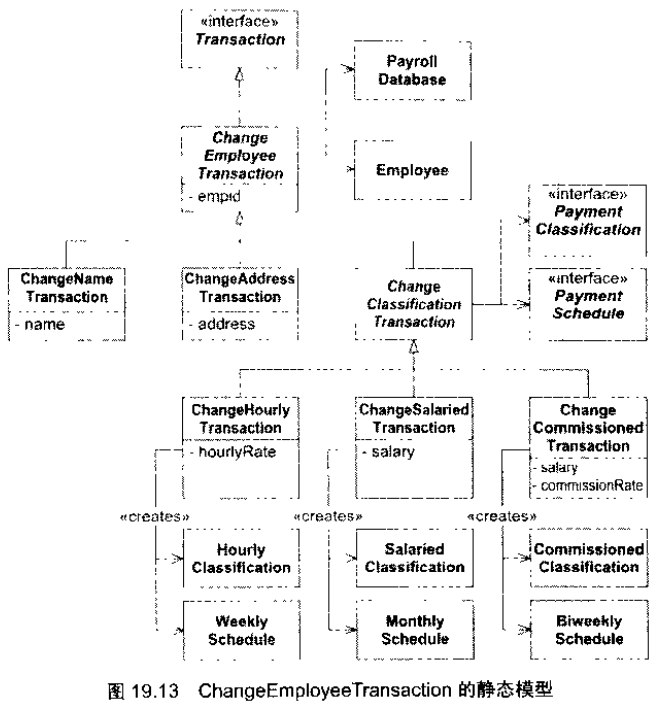 «interface»
Transaction
Payroll
Database
Change
Employee
Transaction
- empid
Employee
«interface»
Payment
Classification
ChangeName
Transaction
- name
ChangeAddress
Transaction
- address
Change
Classification
Transaction
«interface»
Payment
Schedule
ChangeHourly
Transaction
- hourlyRate
ChangeSalaried
Transaction
- salary
Change
Commissioned
Transaction
- salary
- commissionRate
«creates»
«creates»
«creates»
Hourly
Classification
Salaried
Classification
Commissioned
Classification
Weekly
Schedule
Monthly
Schedule
Biweekly
Schedule
图 19.13 ChangeEmployeeTransaction 的静态模型